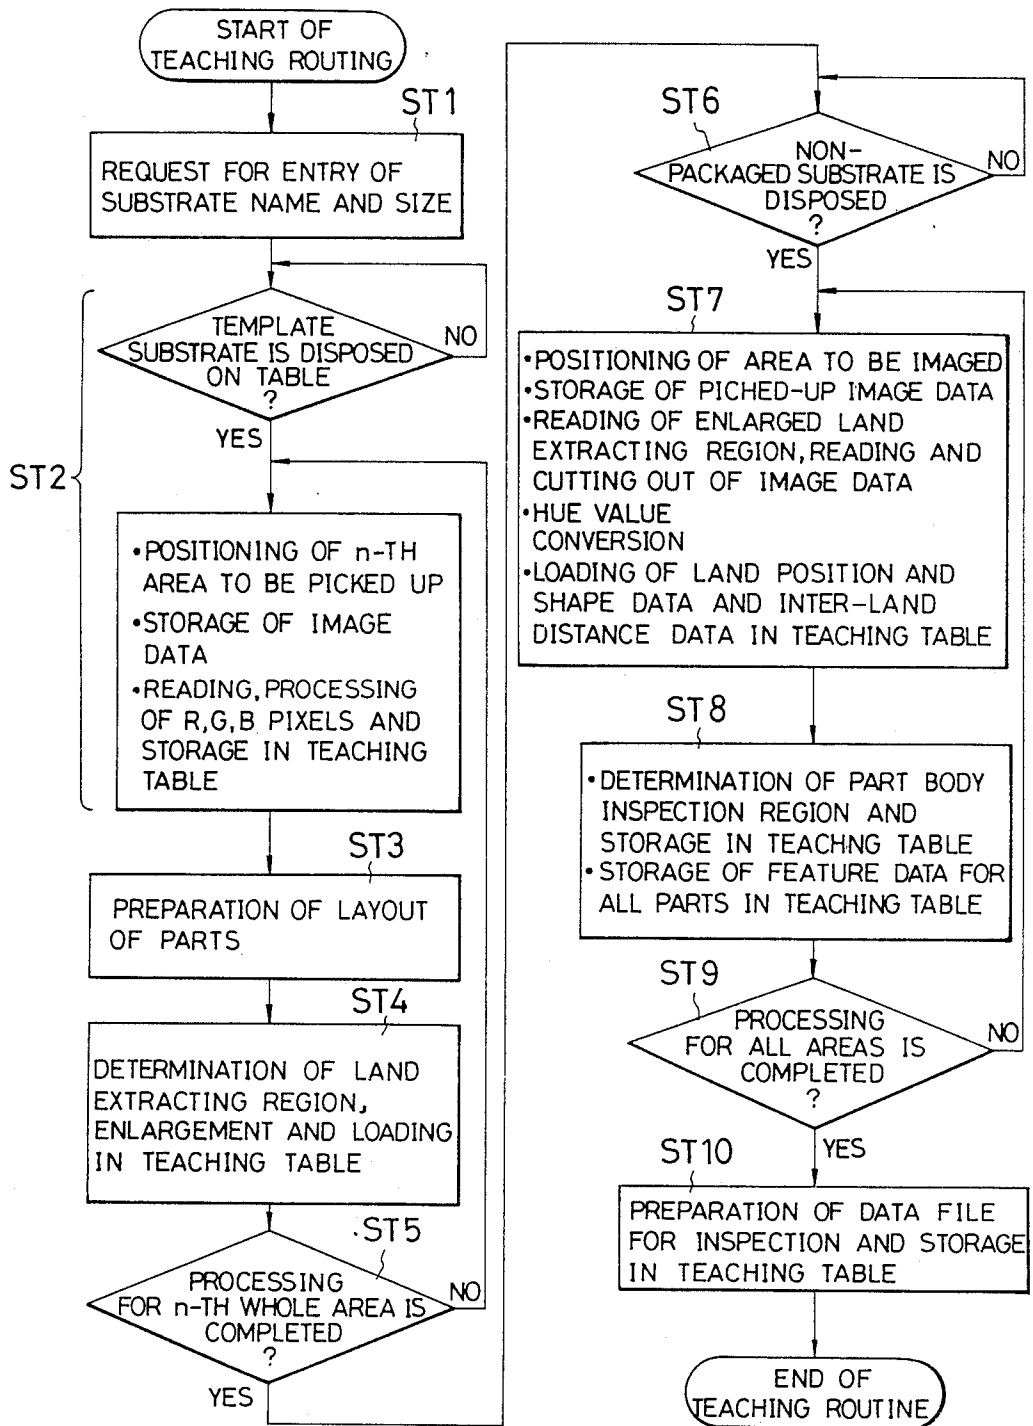 START OF
TEACHING ROUTING
ST1
REQUEST FOR ENTRY OF
SUBSTRATE NAME AND SIZE
ST2
TEMPLATE
SUBSTRATE IS DISPOSED
ON TABLE
?
NO
YES
•POSITIONING OF n-TH
AREA TO BE PICKED UP
•STORAGE OF IMAGE
DATA
•READING,PROCESSING
OF R,G,B PIXELS AND
STORAGE IN TEACHING
TABLE
ST3
PREPARATION OF LAYOUT
OF PARTS
ST4
DETERMINATION OF LAND
EXTRACTING REGION,
ENLARGEMENT AND LOADING
IN TEACHING TABLE
ST5
PROCESSING
FOR n-TH WHOLE AREA IS
COMPLETED
?
NO
YES
ST6
NON-
PACKAGED SUBSTRATE IS
DISPOSED
?
NO
YES
ST7
•POSITIONING OF AREA TO BE IMAGED
•STORAGE OF PICHED-UP IMAGE DATA
•READING OF ENLARGED LAND
EXTRACTING REGION,READING AND
CUTTING OUT OF IMAGE DATA
•HUE VALUE
CONVERSION
•LOADING OF LAND POSITION AND
SHAPE DATA AND INTER-LAND
DISTANCE DATA IN TEACHING TABLE
ST8
•DETERMINATION OF PART BODY
INSPECTION REGION AND
STORAGE IN TEACHNG TABLE
•STORAGE OF FEATURE DATA FOR
ALL PARTS IN TEACHING TABLE
ST9
PROCESSING
FOR ALL AREAS IS
COMPLETED
?
NO
YES
ST10
PREPARATION OF DATA FILE
FOR INSPECTION AND STORAGE
IN TEACHING TABLE
END OF
TEACHING ROUTINE